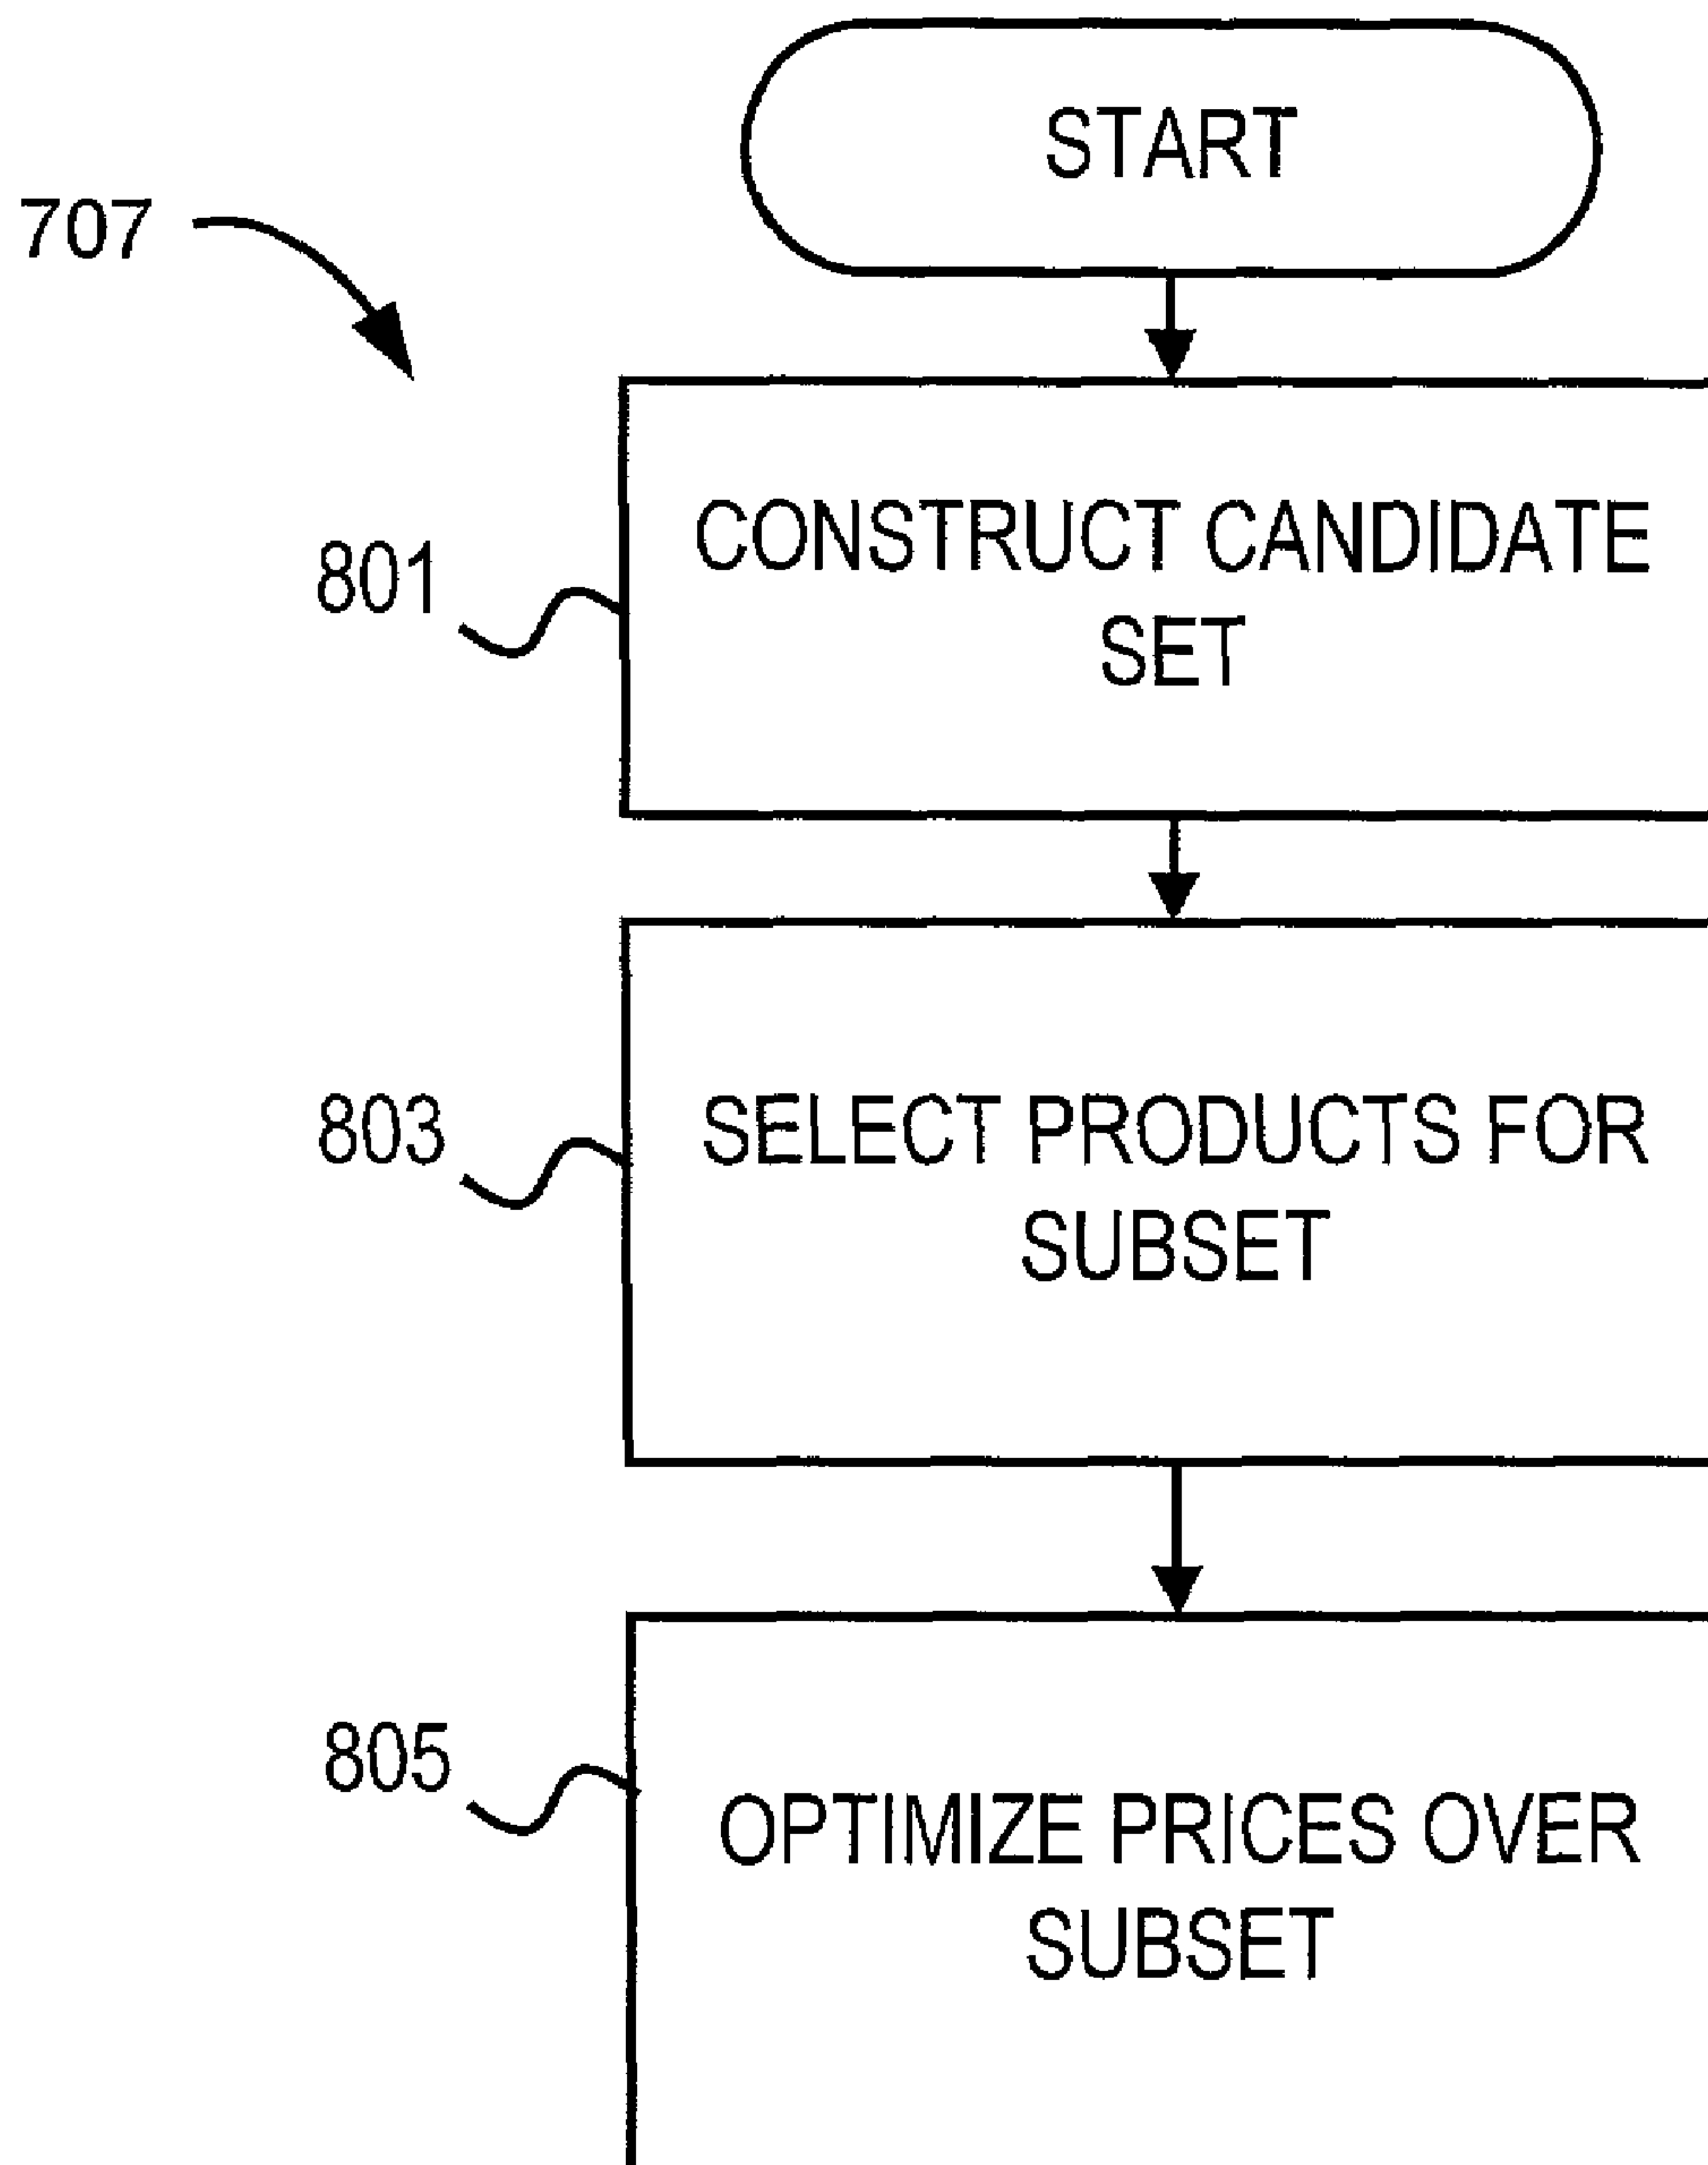 START
707
CONSTRUCT CANDIDATE
SET
801
SELECT PRODUCTS FOR
SUBSET
803
805
OPTIMIZE PRICES OVER
SUBSET